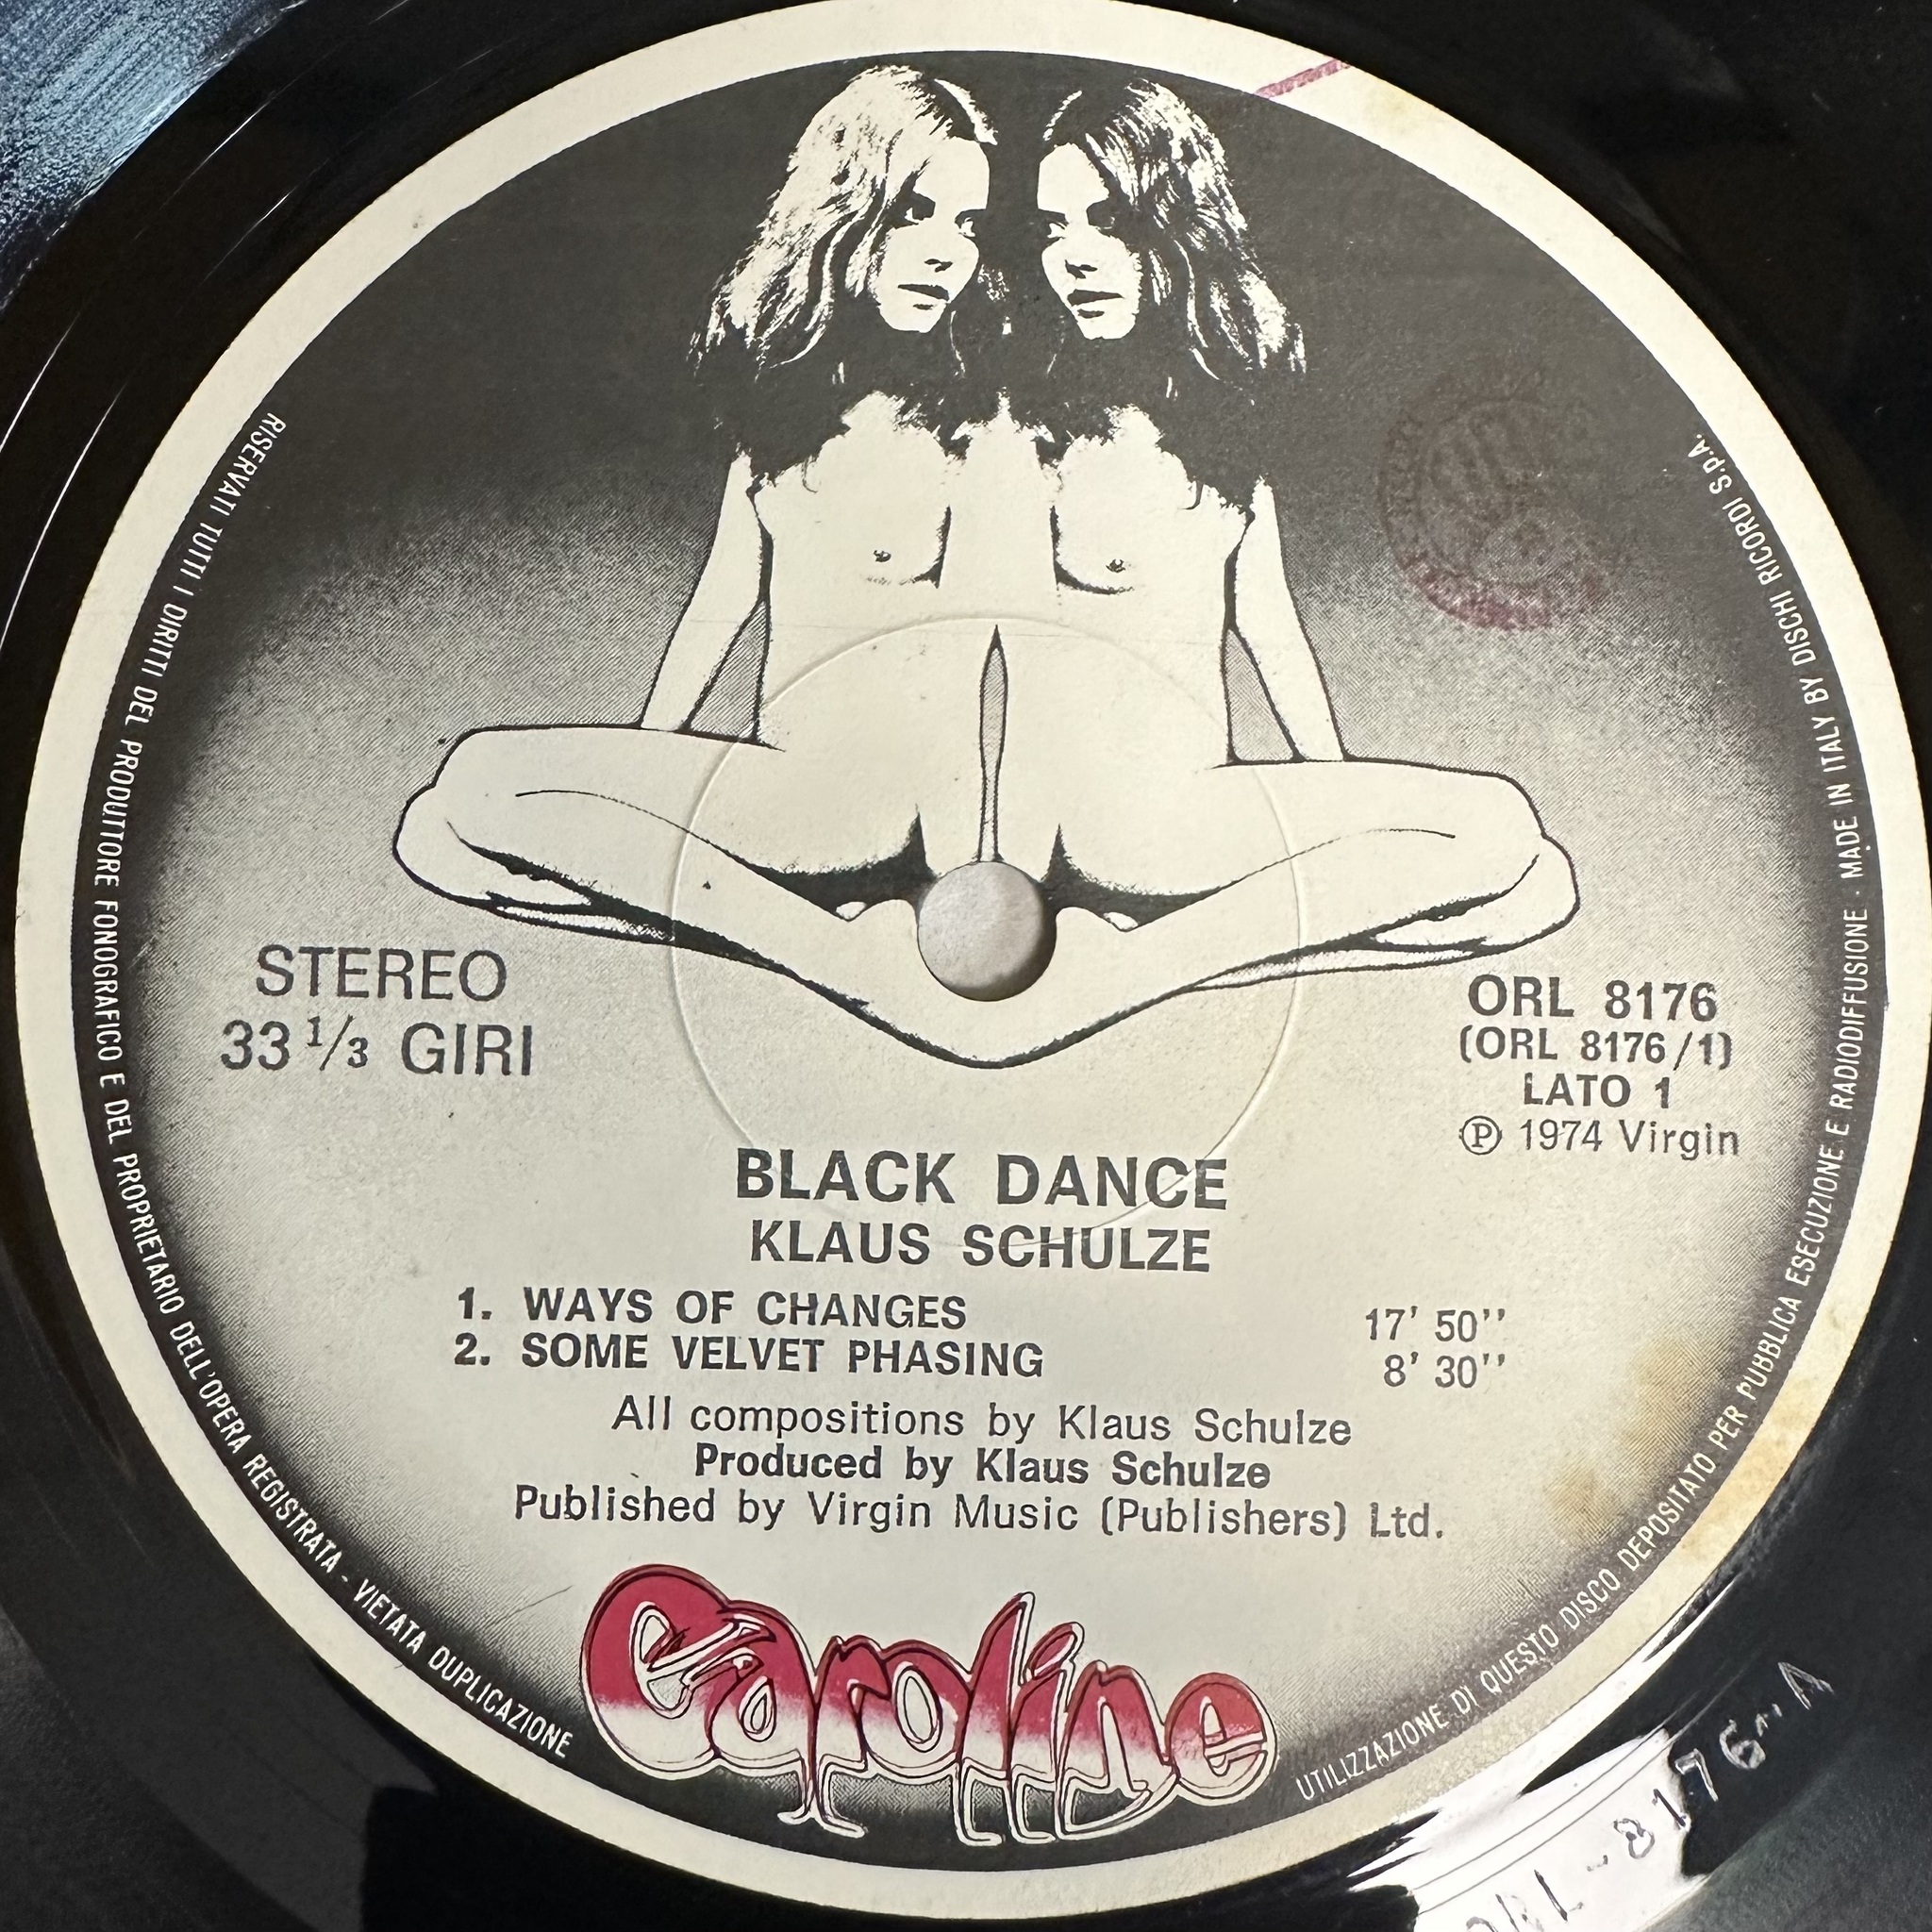 RISERVATI TUTTI I DIRITTI DEL PRODUTTORE FONOGRAFICO E DEL PROPRIETARIO DELL'OPERA REGISTRATA - VIETATA DUPLICAZIONE
UTILIZZAZIONE DI QUESTO DISCO DEPOSITATO PER PUBBLICA ESECUZIONE E RADIODIFFUSIONE · MADE IN ITALY BY DISCHI RICORDI S.p.A.
STEREO
33 1/3 GIRI
ORL 8176
(ORL 8176/1)
LATO 1
Ⓟ 1974 Virgin
BLACK DANCE
KLAUS SCHULZE
1. WAYS OF CHANGES 17' 50''
2. SOME VELVET PHASING 8' 30''
All compositions by Klaus Schulze
Produced by Klaus Schulze
Published by Virgin Music (Publishers) Ltd.
Caroline
ORL-8176-A